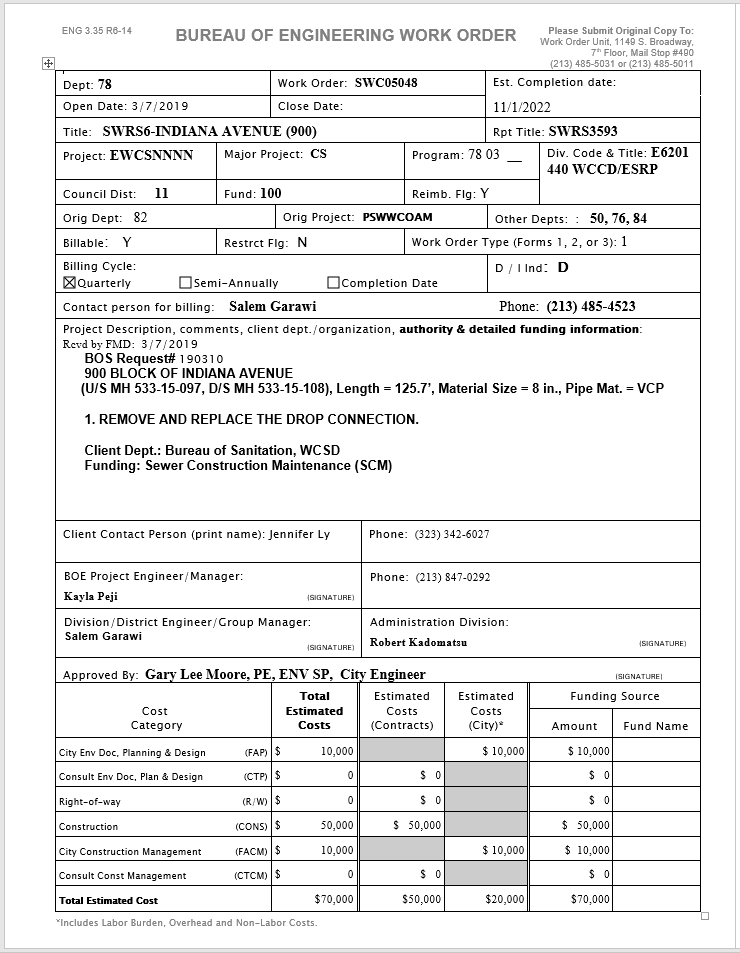 ENG 3.35 R6-14
BUREAU OF ENGINEERING WORK ORDER
Please Submit Original Copy To:
Work Order Unit, 1149 S. Broadway,
7th Floor, Mail Stop #490
(213) 485-5031 or (213) 485-5011
Dept: 78
Work Order: SWC05048
Est. Completion date:
Open Date: 3/7/2019
Close Date:
11/1/2022
Title: SWRS6-INDIANA AVENUE (900)
Rpt Title: SWRS3593
Project: EWCSNNNN
Major Project: CS
Program: 78 03 __
Div. Code & Title: E6201
440 WCCD/ESRP
Council Dist: 11
Fund: 100
Reimb. Flg: Y
Orig Dept: 82
Orig Project: PSWWCOAM
Other Depts: : 50, 76, 84
Billable: Y
Restrct Flg: N
Work Order Type (Forms 1, 2, or 3): 1
Billing Cycle:
D / I Ind: D
☒Quarterly ☐Semi-Annually ☐Completion Date
Contact person for billing: Salem Garawi
Phone: (213) 485-4523
Project Description, comments, client dept./organization, authority & detailed funding information:
Rcvd by FMD: 3/7/2019
BOS Request# 190310
900 BLOCK OF INDIANA AVENUE
(U/S MH 533-15-097, D/S MH 533-15-108), Length = 125.7', Material Size = 8 in., Pipe Mat. = VCP
1. REMOVE AND REPLACE THE DROP CONNECTION.
Client Dept.: Bureau of Sanitation, WCSD
Funding: Sewer Construction Maintenance (SCM)
Client Contact Person (print name): Jennifer Ly
Phone: (323) 342-6027
BOE Project Engineer/Manager:
Phone: (213) 847-0292
Kayla Peji
(SIGNATURE)
Division/District Engineer/Group Manager:
Administration Division:
Salem Garawi
(SIGNATURE)
Robert Kadomatsu
(SIGNATURE)
Approved By: Gary Lee Moore, PE, ENV SP, City Engineer
(SIGNATURE)
Cost
Category
Total
Estimated
Costs
Estimated
Costs
(Contracts)
Estimated
Costs
(City)*
Funding Source
Amount
Fund Name
City Env Doc, Planning & Design (FAP) $ 10,000 $ 10,000 $ 10,000
Consult Env Doc, Plan & Design (CTP) $ 0 $ 0 $ 0
Right-of-way (R/W) $ 0 $ 0 $ 0
Construction (CONS) $ 50,000 $ 50,000 $ 50,000
City Construction Management (FACM) $ 10,000 $ 10,000 $ 10,000
Consult Const Management (CTCM) $ 0 $ 0 $ 0
Total Estimated Cost $70,000 $50,000 $20,000 $70,000
*Includes Labor Burden, Overhead and Non-Labor Costs.